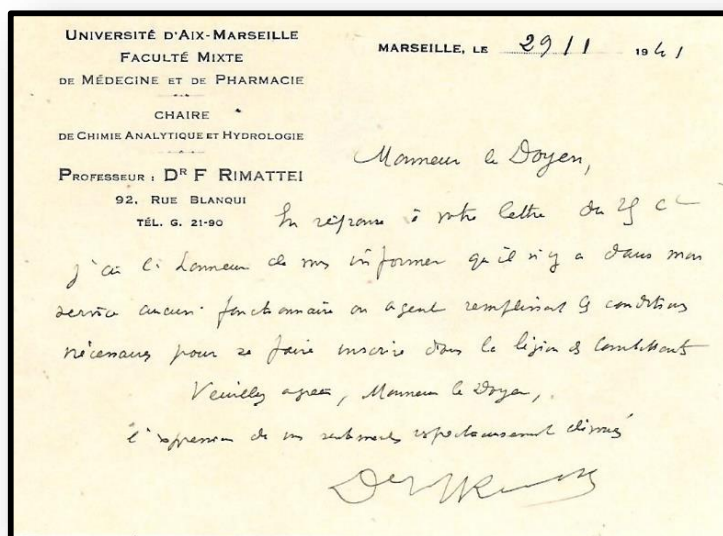 UNIVERSITÉ D'AIX-MARSEILLE
FACULTÉ MIXTE
DE MÉDECINE ET DE PHARMACIE
CHAIRE
DE CHIMIE ANALYTIQUE ET HYDROLOGIE
PROFESSEUR : DR F RIMATTEI
92, RUE BLANQUI
TÉL. G. 21-90
MARSEILLE, LE 29/1 1941
Monsieur le Doyen,
En réponse à votre lettre du 25 ct
j'ai l'honneur de vous informer qu'il n'y a dans mon
service aucun fonctionnaire ou agent remplissant les conditions
nécessaires pour se faire inscrire dans la légion des Combattants
Veuillez agréer, Monsieur le Doyen,
l'expression de mes sentiments respectueusement dévoués